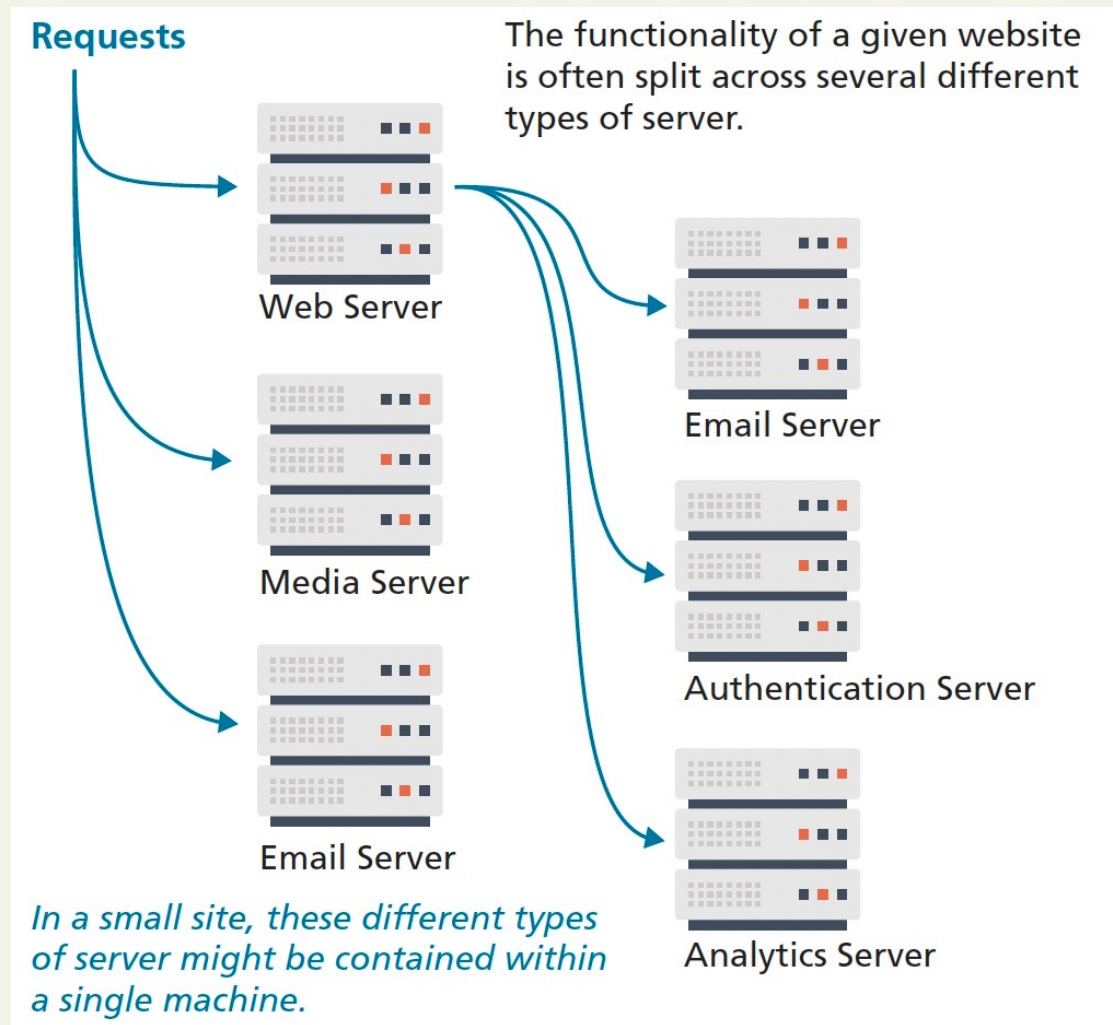 Requests
The functionality of a given website
is often split across several different
types of server.
Web Server
Email Server
Media Server
Authentication Server
Email Server
Analytics Server
In a small site, these different types
of server might be contained within
a single machine.